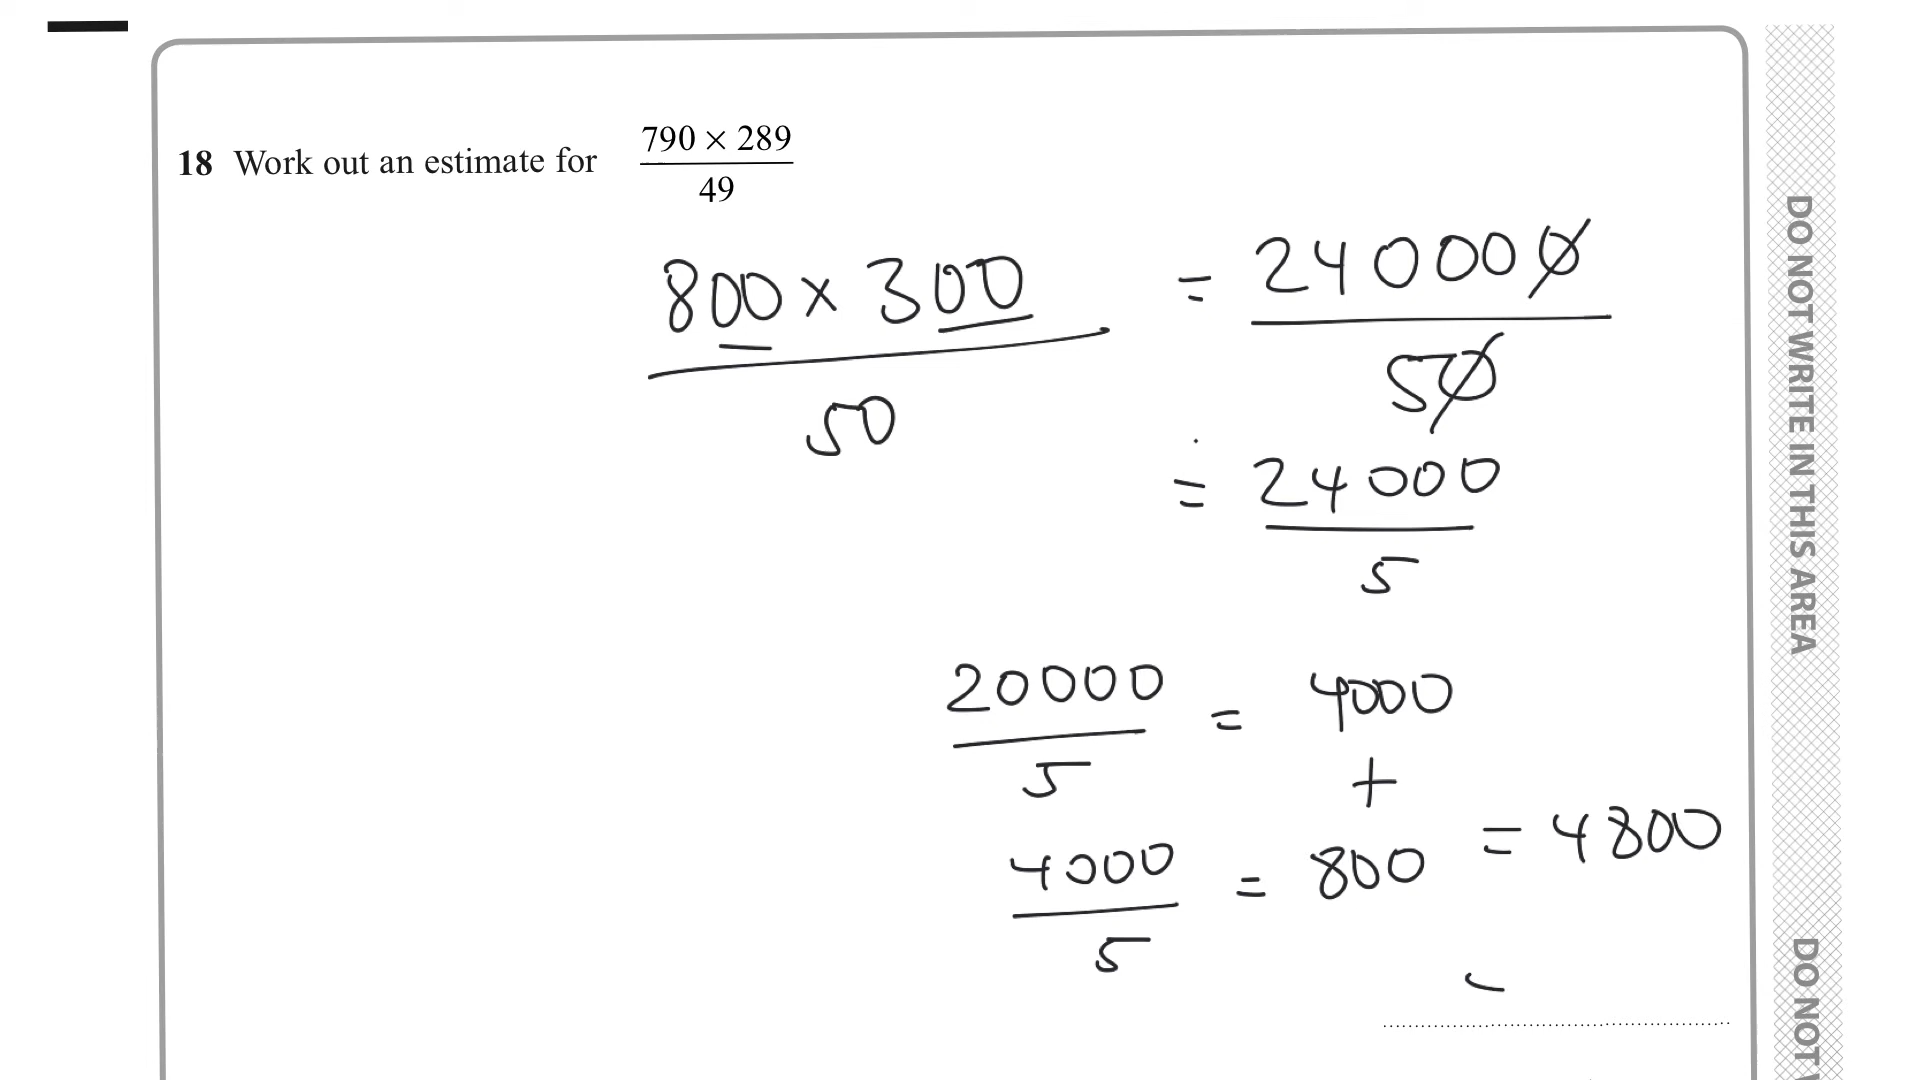 18 Work out an estimate for 790 × 289
49
800 × 300 = 240000
50 50
= 24000
5
20000 = 4000
5
+
4000 = 800 = 4800
5
DO NOT WRITE IN THIS AREA
DO NOT